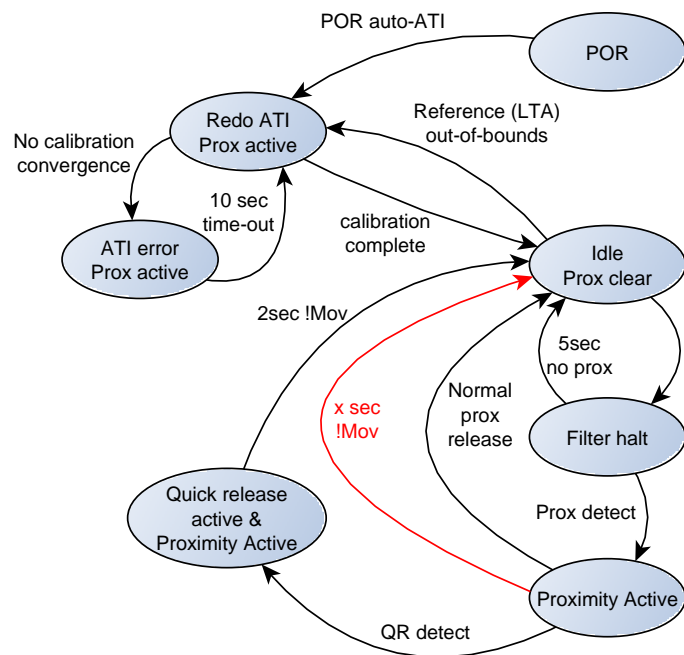 POR auto-ATI
POR
Redo ATI
Prox active
Reference (LTA)
out-of-bounds
No calibration
convergence
10 sec
time-out
calibration
complete
ATI error
Prox active
Idle
Prox clear
2sec !Mov
5sec
no prox
x sec
!Mov
Normal
prox
release
Filter halt
Quick release
active &
Proximity Active
Prox detect
Proximity Active
QR detect